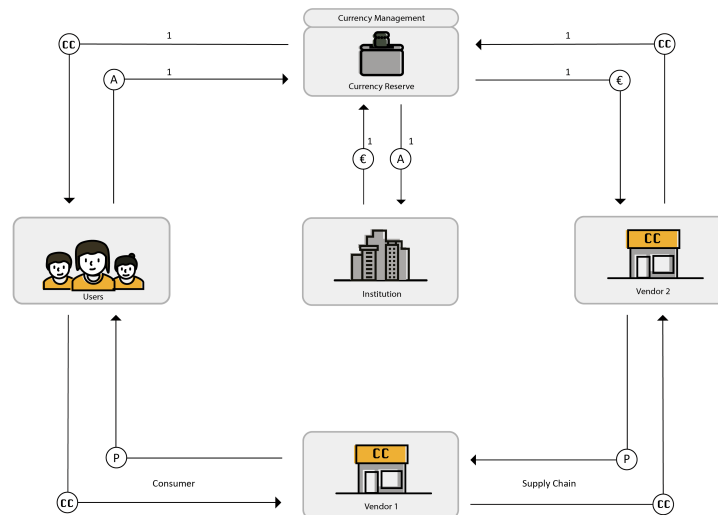 Currency Management
CC
1
1
CC
A
1
1
€
Currency Reserve
€
1
A
1
CC
Users
Institution
Vendor 2
P
CC
P
Consumer
Supply Chain
CC
Vendor 1
CC